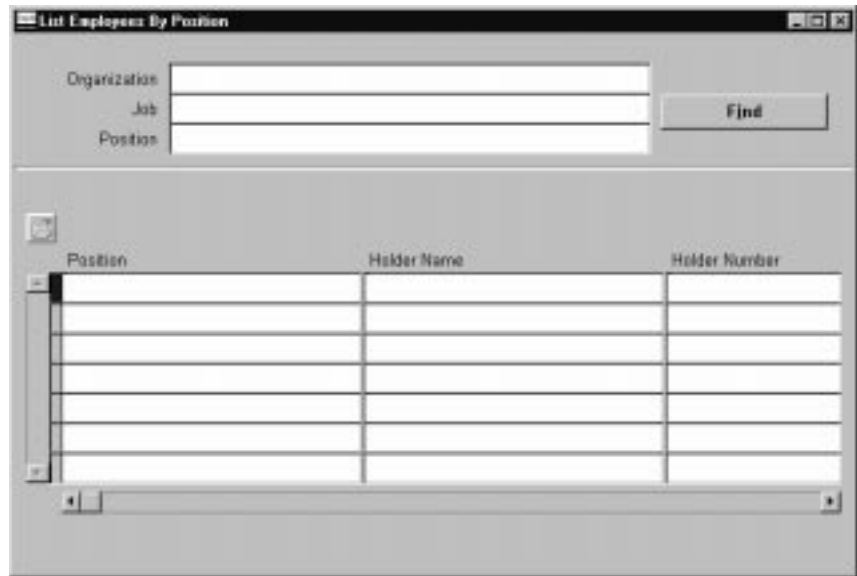 List Employees By Position
Organization
Job
Find
Position
Position Holder Name Holder Number